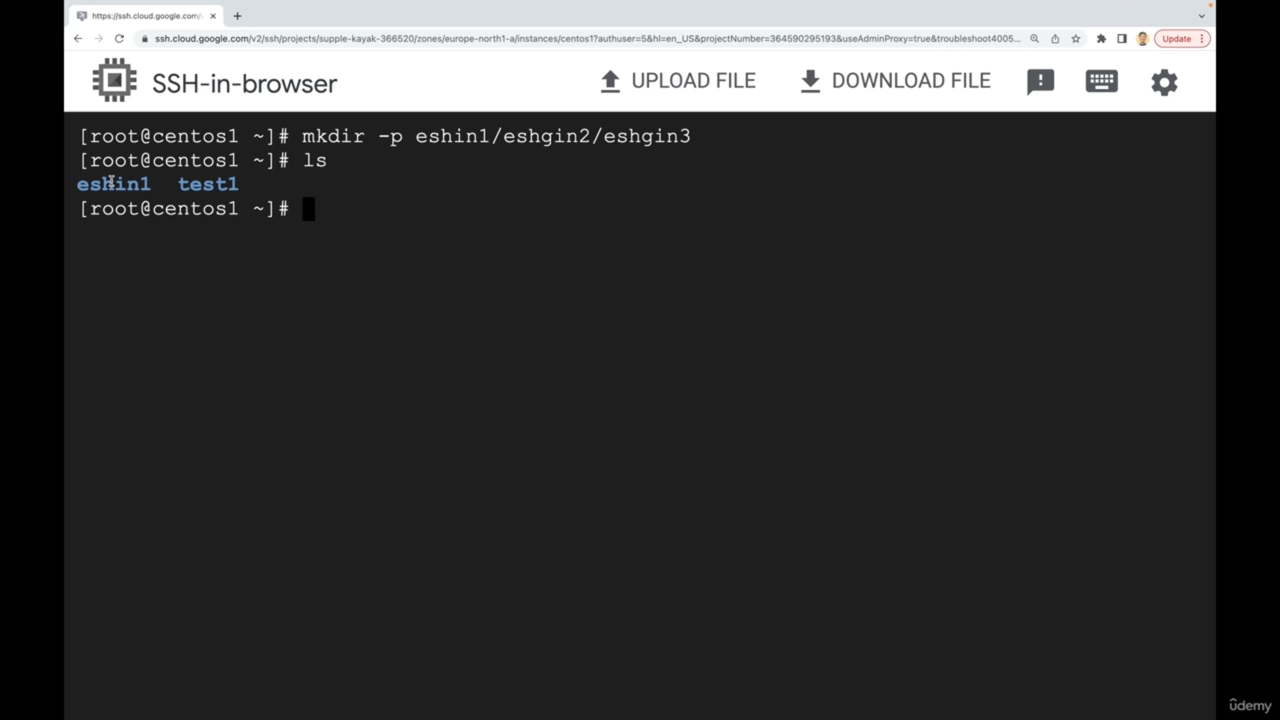 https://ssh.cloud.google.com/v
ssh.cloud.google.com/v2/ssh/projects/supple-kayak-366520/zones/europe-north1-a/instances/centos1?authuser=5&hl=en_US&projectNumber=364590295193&useAdminProxy=true&troubleshoot4005...
Update
SSH-in-browser
UPLOAD FILE
DOWNLOAD FILE
[root@centos1 ~]# mkdir -p eshin1/eshgin2/eshgin3
[root@centos1 ~]# ls
eshin1 test1
[root@centos1 ~]#
ûdemy